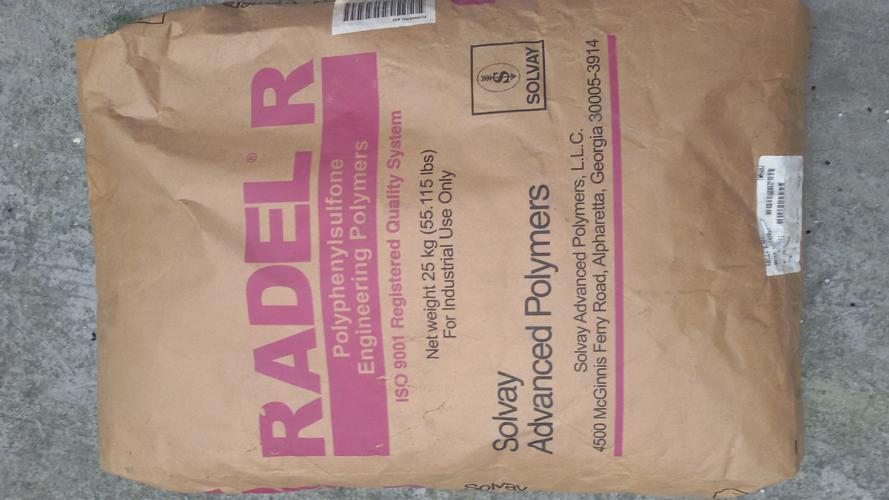 RADEL® R
Polyphenylsulfone
Engineering Polymers
ISO 9001 Registered Quality System
Net weight 25 kg (55.115 lbs)
For Industrial Use Only
Solvay
Advanced Polymers
SOLVAY
Solvay Advanced Polymers, L.L.C.
4500 McGinnis Ferry Road, Alpharetta, Georgia 30005-3914
Solvay